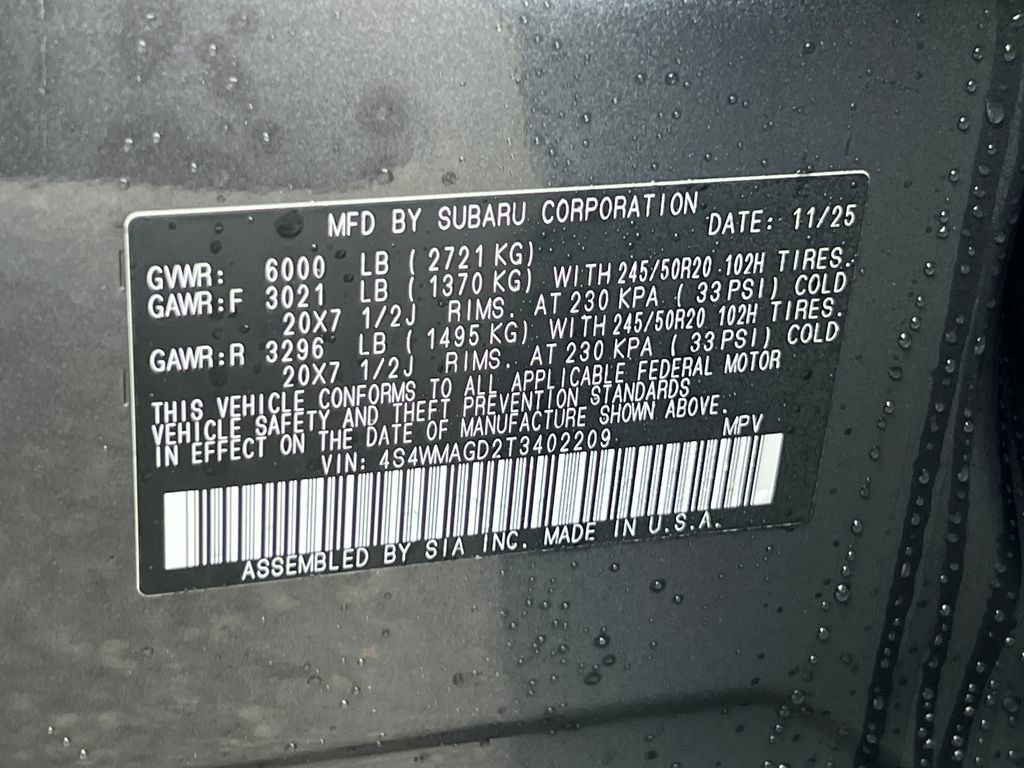 MFD BY SUBARU CORPORATION DATE: 11/25
GVWR: 6000 LB ( 2721 KG)
GAWR:F 3021 LB ( 1370 KG) WITH 245/50R20 102H TIRES.
20X7 1/2J RIMS. AT 230 KPA ( 33 PSI) COLD
GAWR:R 3296 LB ( 1495 KG) WITH 245/50R20 102H TIRES.
20X7 1/2J RIMS. AT 230 KPA ( 33 PSI) COLD
THIS VEHICLE CONFORMS TO ALL APPLICABLE FEDERAL MOTOR
VEHICLE SAFETY AND THEFT PREVENTION STANDARDS
IN EFFECT ON THE DATE OF MANUFACTURE SHOWN ABOVE.
VIN: 4S4WMAGD2T3402209 MPV
ASSEMBLED BY SIA INC. MADE IN U.S.A.